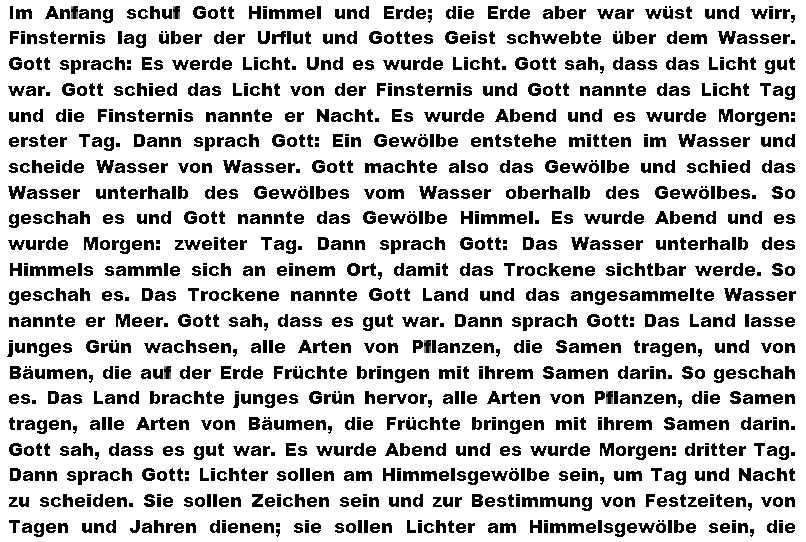 Im Anfang schuf Gott Himmel und Erde; die Erde aber war wüst und wirr,
Finsternis lag über der Urflut und Gottes Geist schwebte über dem Wasser.
Gott sprach: Es werde Licht. Und es wurde Licht. Gott sah, dass das Licht gut
war. Gott schied das Licht von der Finsternis und Gott nannte das Licht Tag
und die Finsternis nannte er Nacht. Es wurde Abend und es wurde Morgen:
erster Tag. Dann sprach Gott: Ein Gewölbe entstehe mitten im Wasser und
scheide Wasser von Wasser. Gott machte also das Gewölbe und schied das
Wasser unterhalb des Gewölbes vom Wasser oberhalb des Gewölbes. So
geschah es und Gott nannte das Gewölbe Himmel. Es wurde Abend und es
wurde Morgen: zweiter Tag. Dann sprach Gott: Das Wasser unterhalb des
Himmels sammle sich an einem Ort, damit das Trockene sichtbar werde. So
geschah es. Das Trockene nannte Gott Land und das angesammelte Wasser
nannte er Meer. Gott sah, dass es gut war. Dann sprach Gott: Das Land lasse
junges Grün wachsen, alle Arten von Pflanzen, die Samen tragen, und von
Bäumen, die auf der Erde Früchte bringen mit ihrem Samen darin. So geschah
es. Das Land brachte junges Grün hervor, alle Arten von Pflanzen, die Samen
tragen, alle Arten von Bäumen, die Früchte bringen mit ihrem Samen darin.
Gott sah, dass es gut war. Es wurde Abend und es wurde Morgen: dritter Tag.
Dann sprach Gott: Lichter sollen am Himmelsgewölbe sein, um Tag und Nacht
zu scheiden. Sie sollen Zeichen sein und zur Bestimmung von Festzeiten, von
Tagen und Jahren dienen; sie sollen Lichter am Himmelsgewölbe sein, die